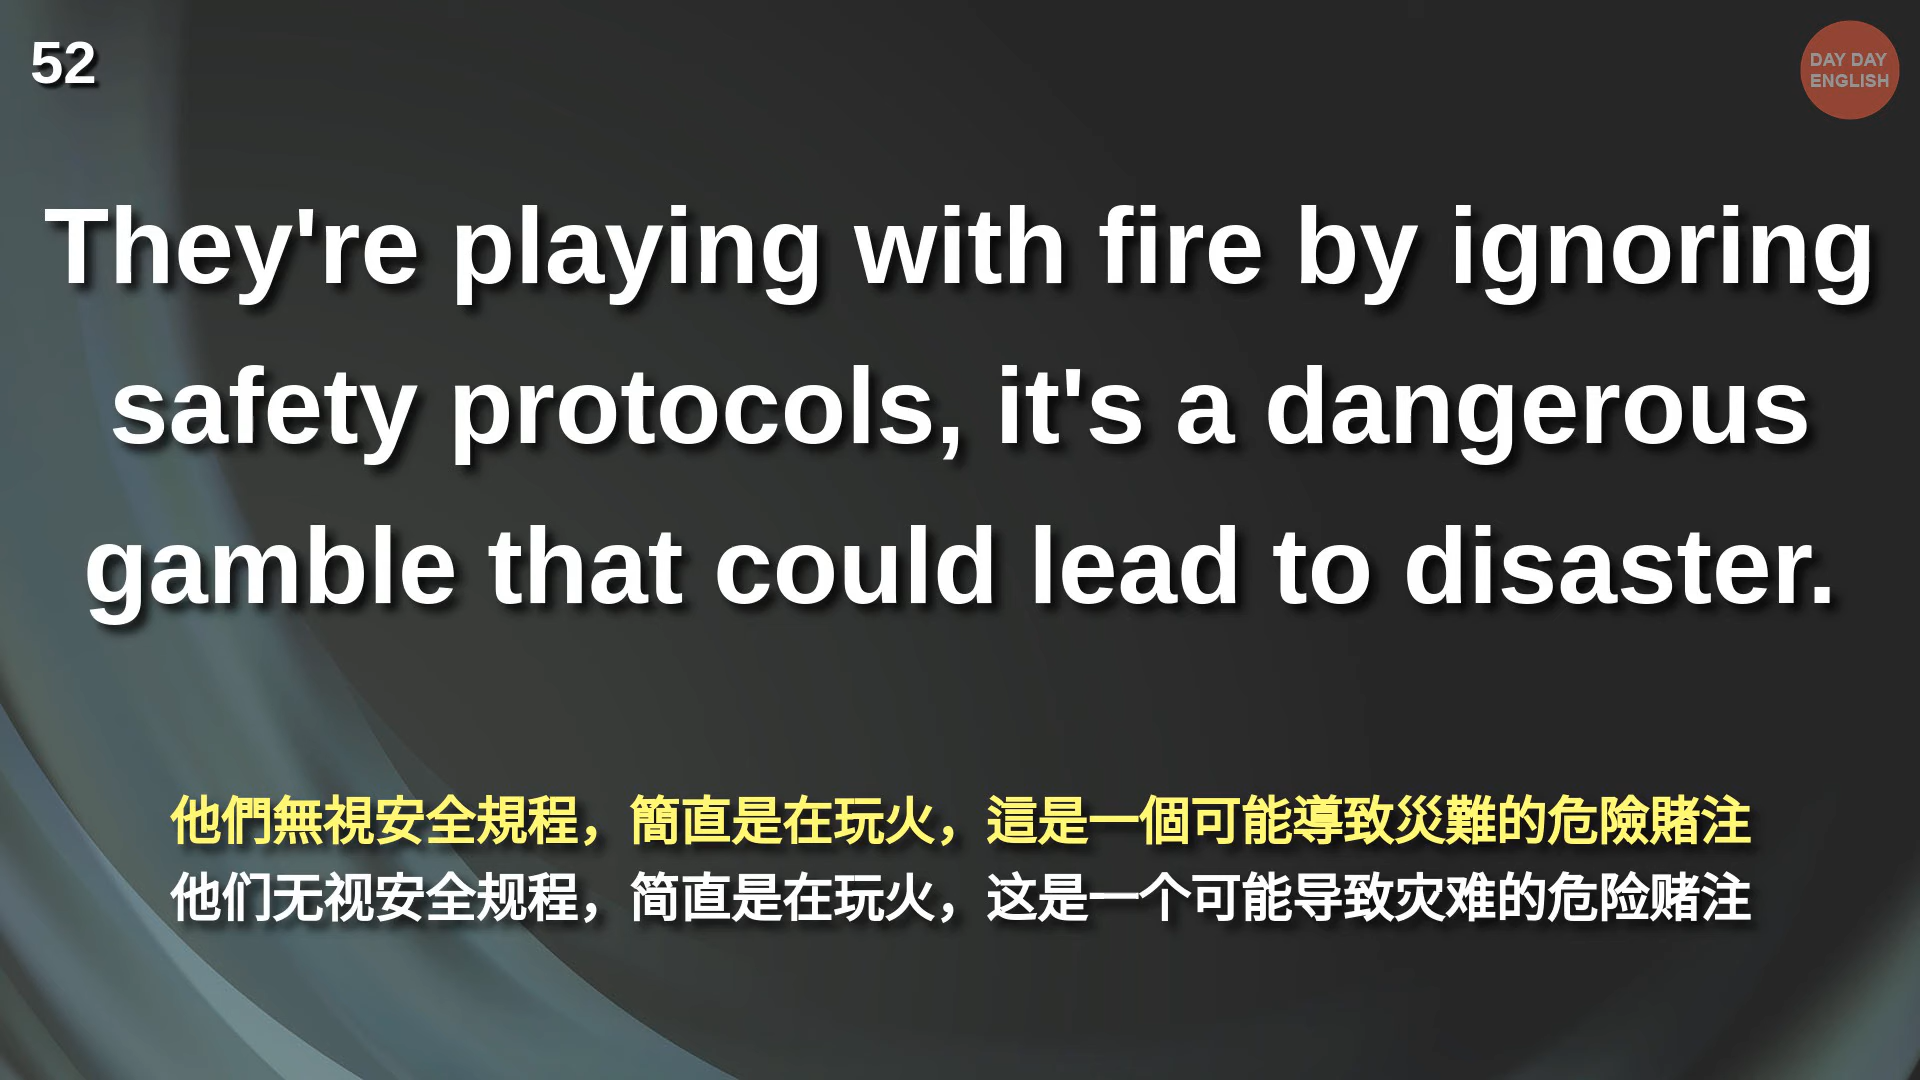 52
DAY DAY
ENGLISH
They're playing with fire by ignoring
safety protocols, it's a dangerous
gamble that could lead to disaster.
他們無視安全規程，簡直是在玩火，這是一個可能導致災難的危險賭注
他们无视安全规程，简直是在玩火，这是一个可能导致灾难的危险赌注